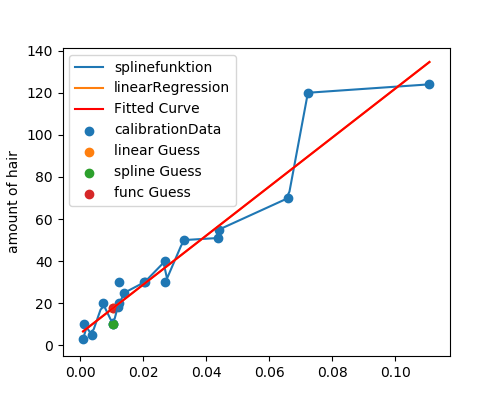 splinefunktion
linearRegression
Fitted Curve
calibrationData
linear Guess
spline Guess
func Guess
amount of hair
140
120
100
80
60
40
20
0
0.00 0.02 0.04 0.06 0.08 0.10